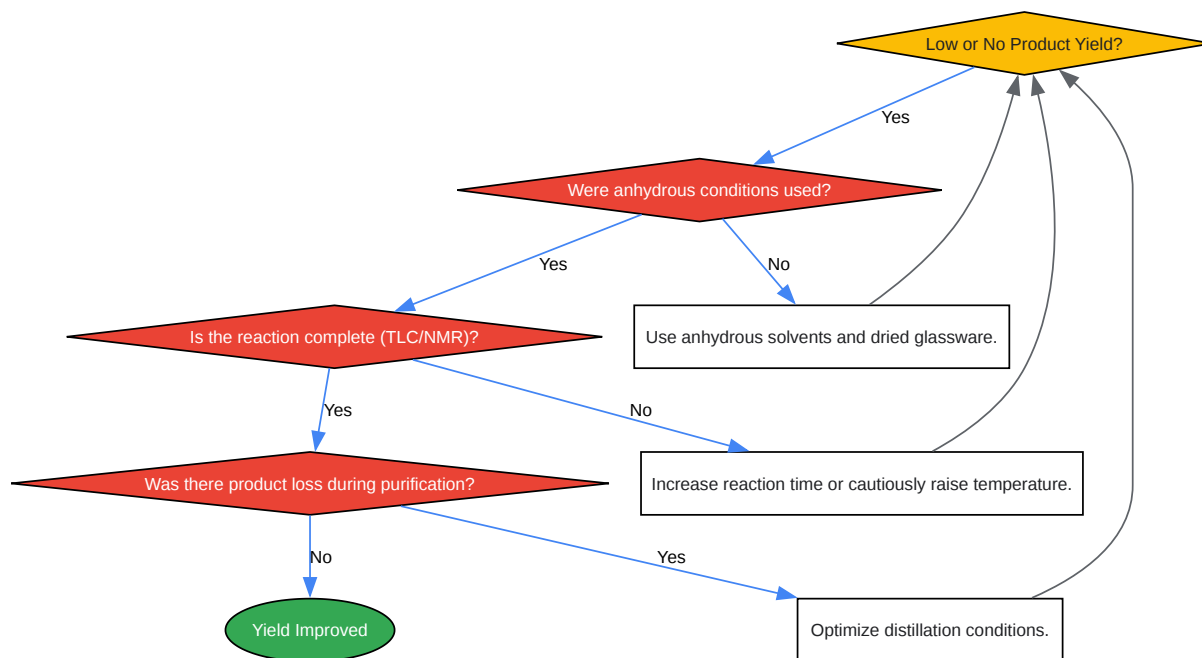 Low or No Product Yield?
Yes
Were anhydrous conditions used?
Yes
No
Is the reaction complete (TLC/NMR)?
Use anhydrous solvents and dried glassware.
Yes
No
Was there product loss during purification?
Increase reaction time or cautiously raise temperature.
No
Yes
Yield Improved
Optimize distillation conditions.